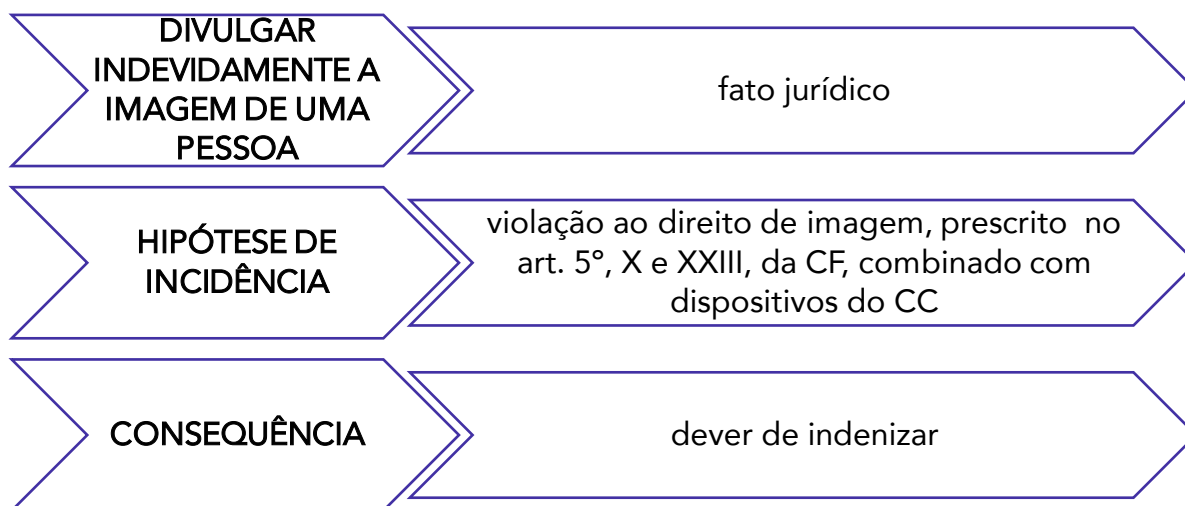 DIVULGAR
INDEVIDAMENTE A
IMAGEM DE UMA
PESSOA
fato jurídico
HIPÓTESE DE
INCIDÊNCIA
violação ao direito de imagem, prescrito no
art. 5º, X e XXIII, da CF, combinado com
dispositivos do CC
CONSEQUÊNCIA
dever de indenizar